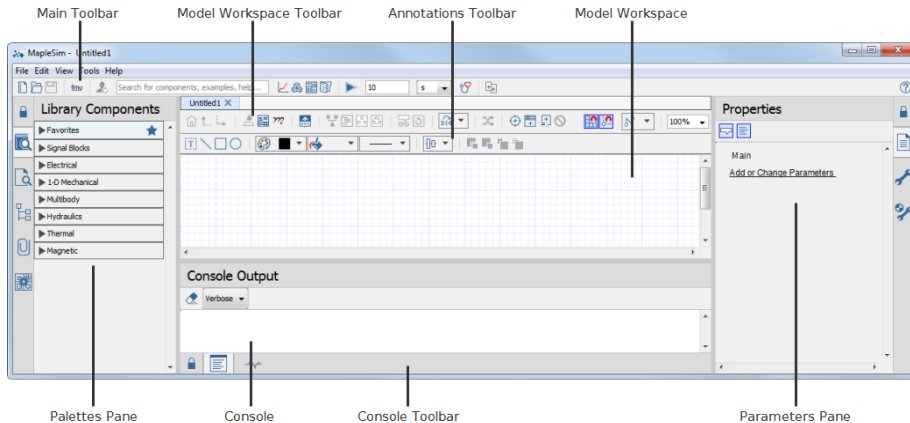 Main Toolbar Model Workspace Toolbar Annotations Toolbar Model Workspace
MapleSim - Untitled1
File Edit View Tools Help
fmu Search for components, examples, help... 10 s
Library Components
Untitled1
Properties
Favorites
100%
Signal Blocks
T
Electrical
Main
1-D Mechanical
Add or Change Parameters
Multibody
Hydraulics
Thermal
Magnetic
Console Output
Verbose
Palettes Pane Console Console Toolbar Parameters Pane